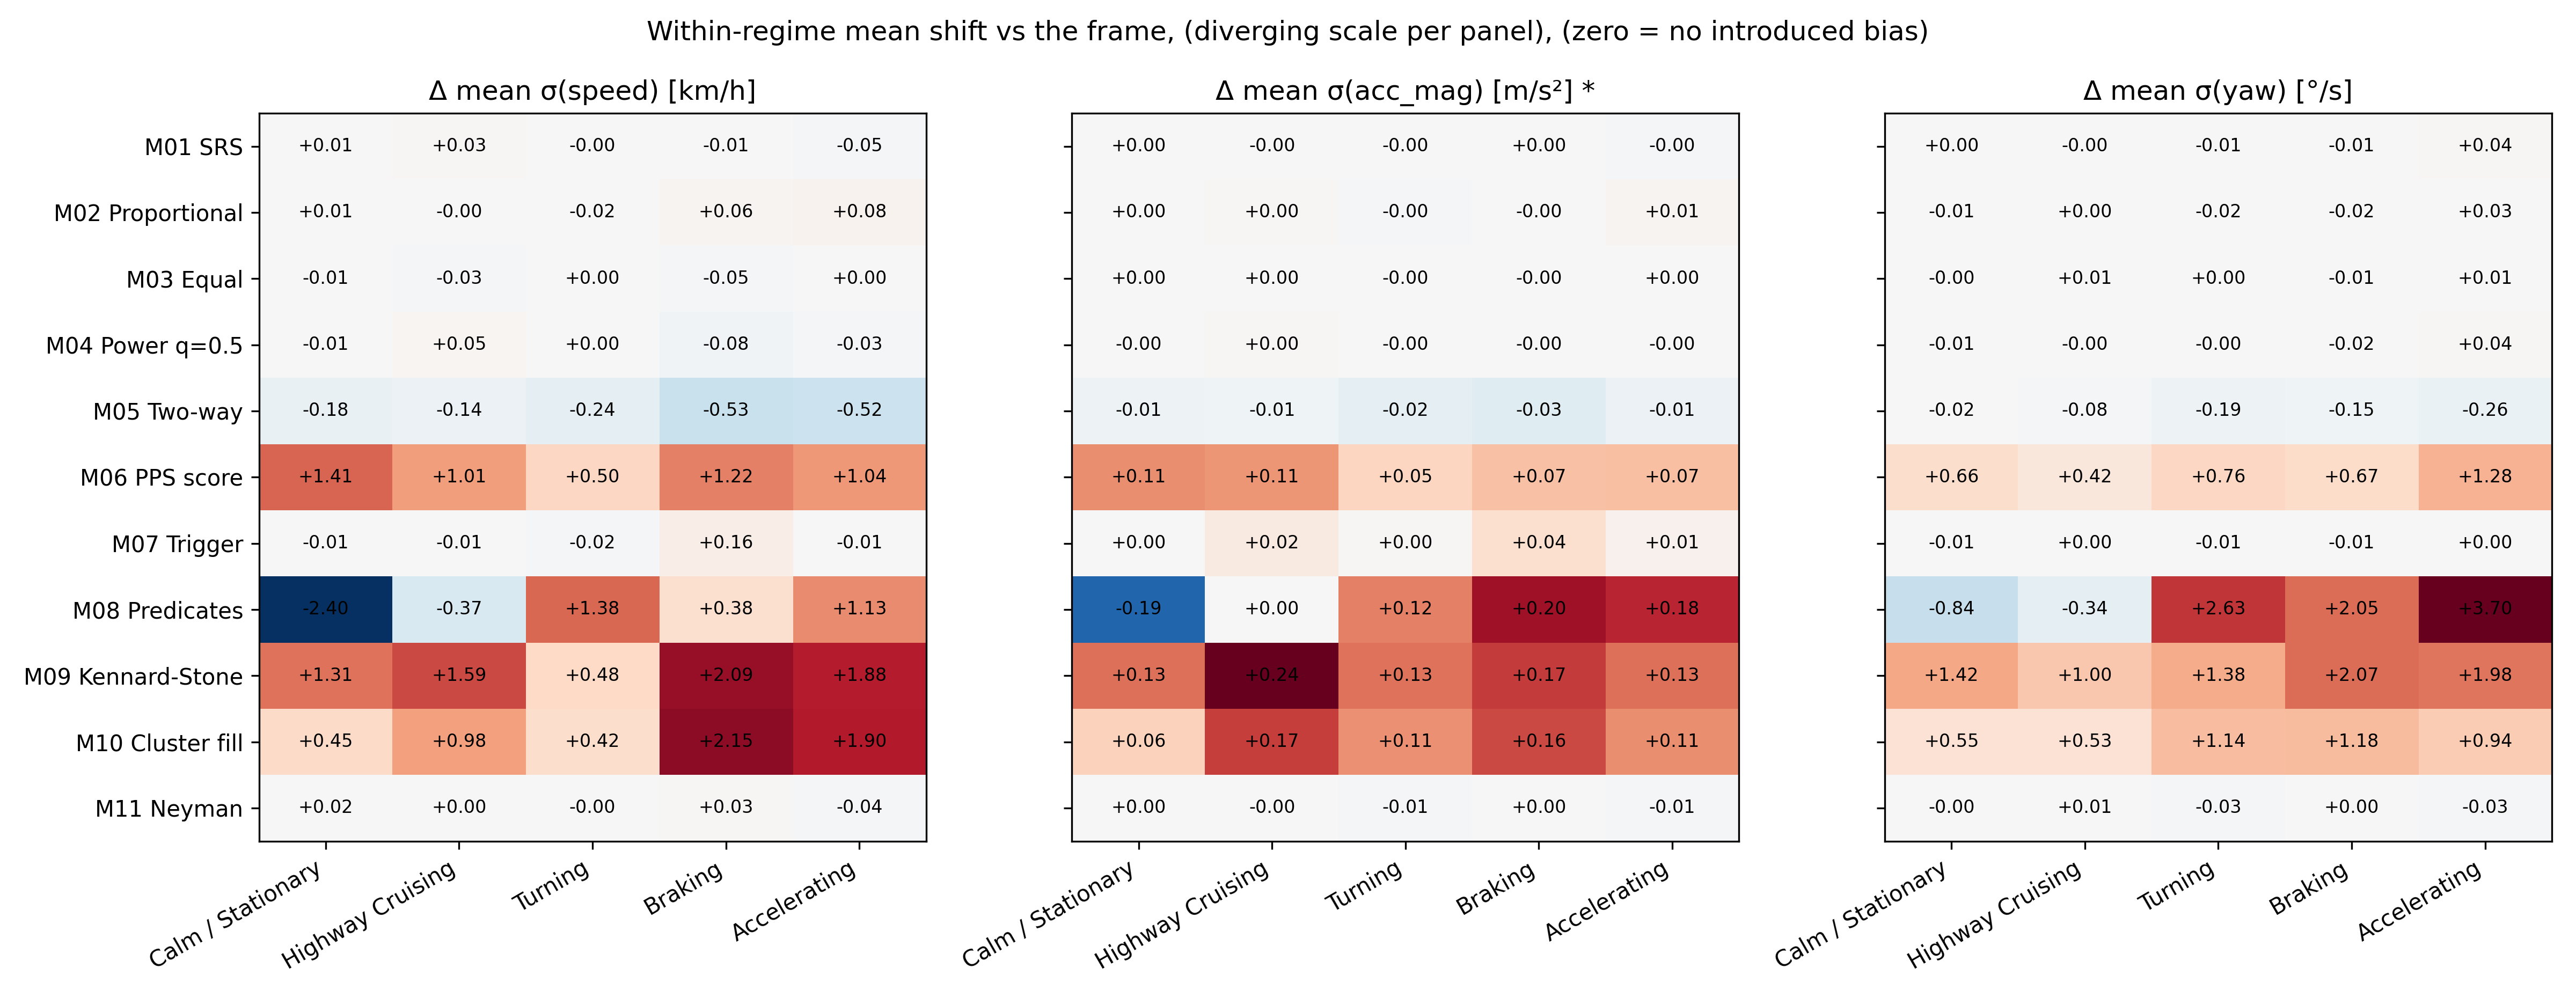 Within-regime mean shift vs the frame, (diverging scale per panel), (zero = no introduced bias)
Δ mean σ(speed) [km/h]
Δ mean σ(acc_mag) [m/s²] *
Δ mean σ(yaw) [°/s]
M01 SRS +0.01 +0.03 -0.00 -0.01 -0.05 +0.00 -0.00 -0.00 +0.00 -0.00 +0.00 -0.00 -0.01 -0.01 +0.04
M02 Proportional +0.01 -0.00 -0.02 +0.06 +0.08 +0.00 +0.00 -0.00 -0.00 +0.01 -0.01 +0.00 -0.02 -0.02 +0.03
M03 Equal -0.01 -0.03 +0.00 -0.05 +0.00 +0.00 +0.00 -0.00 -0.00 +0.00 -0.00 +0.01 +0.00 -0.01 +0.01
M04 Power q=0.5 -0.01 +0.05 +0.00 -0.08 -0.03 -0.00 +0.00 -0.00 -0.00 -0.00 -0.01 -0.00 -0.00 -0.02 +0.04
M05 Two-way -0.18 -0.14 -0.24 -0.53 -0.52 -0.01 -0.01 -0.02 -0.03 -0.01 -0.02 -0.08 -0.19 -0.15 -0.26
M06 PPS score +1.41 +1.01 +0.50 +1.22 +1.04 +0.11 +0.11 +0.05 +0.07 +0.07 +0.66 +0.42 +0.76 +0.67 +1.28
M07 Trigger -0.01 -0.01 -0.02 +0.16 -0.01 +0.00 +0.02 +0.00 +0.04 +0.01 -0.01 +0.00 -0.01 -0.01 +0.00
M08 Predicates -2.40 -0.37 +1.38 +0.38 +1.13 -0.19 +0.00 +0.12 +0.20 +0.18 -0.84 -0.34 +2.63 +2.05 +3.70
M09 Kennard-Stone +1.31 +1.59 +0.48 +2.09 +1.88 +0.13 +0.24 +0.13 +0.17 +0.13 +1.42 +1.00 +1.38 +2.07 +1.98
M10 Cluster fill +0.45 +0.98 +0.42 +2.15 +1.90 +0.06 +0.17 +0.11 +0.16 +0.11 +0.55 +0.53 +1.14 +1.18 +0.94
M11 Neyman +0.02 +0.00 -0.00 +0.03 -0.04 +0.00 -0.00 -0.01 +0.00 -0.01 -0.00 +0.01 -0.03 +0.00 -0.03
Calm / Stationary Highway Cruising Turning Braking Accelerating
Calm / Stationary Highway Cruising Turning Braking Accelerating
Calm / Stationary Highway Cruising Turning Braking Accelerating